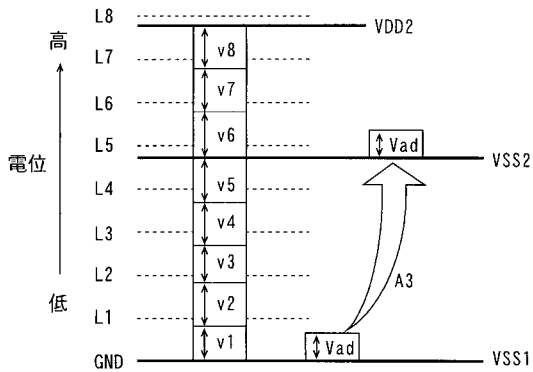 L8
VDD2
高
v8
L7
v7
L6
v6
L5
Vad
VSS2
電位
v5
L4
v4
L3
v3
L2
A3
低
v2
L1
v1
Vad
GND
VSS1